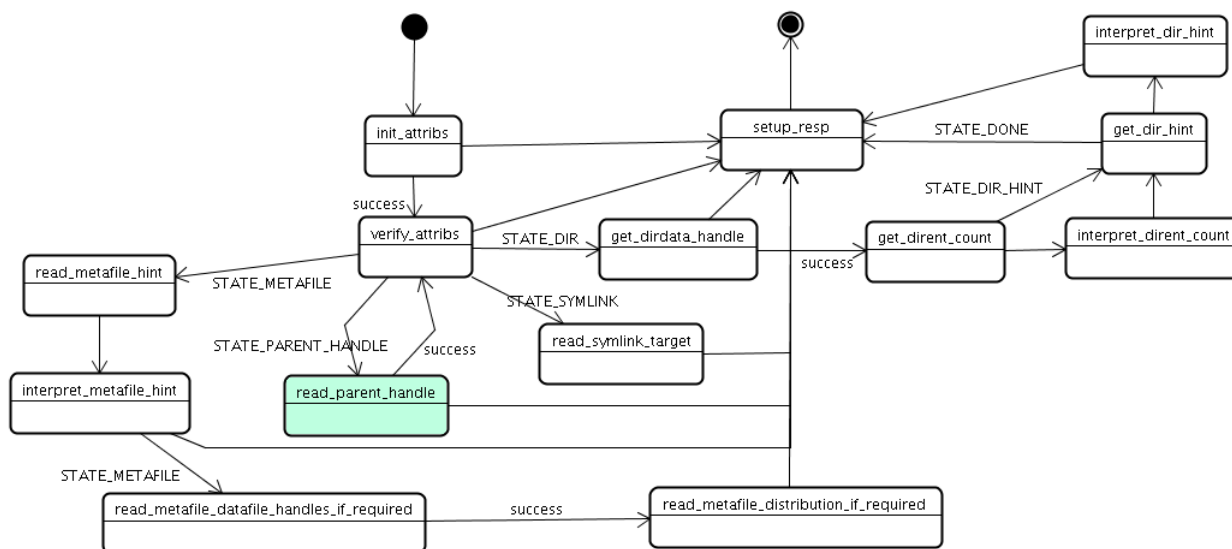 interpret_dir_hint
init_attribs
setup_resp
STATE_DONE
get_dir_hint
success
STATE_DIR_HINT
verify_attribs
STATE_DIR
get_dirdata_handle
get_dirent_count
interpret_dirent_count
success
read_metafile_hint
STATE_METAFILE
STATE_SYMLINK
STATE_PARENT_HANDLE
success
read_symlink_target
interpret_metafile_hint
read_parent_handle
STATE_METAFILE
read_metafile_datafile_handles_if_required
success
read_metafile_distribution_if_required